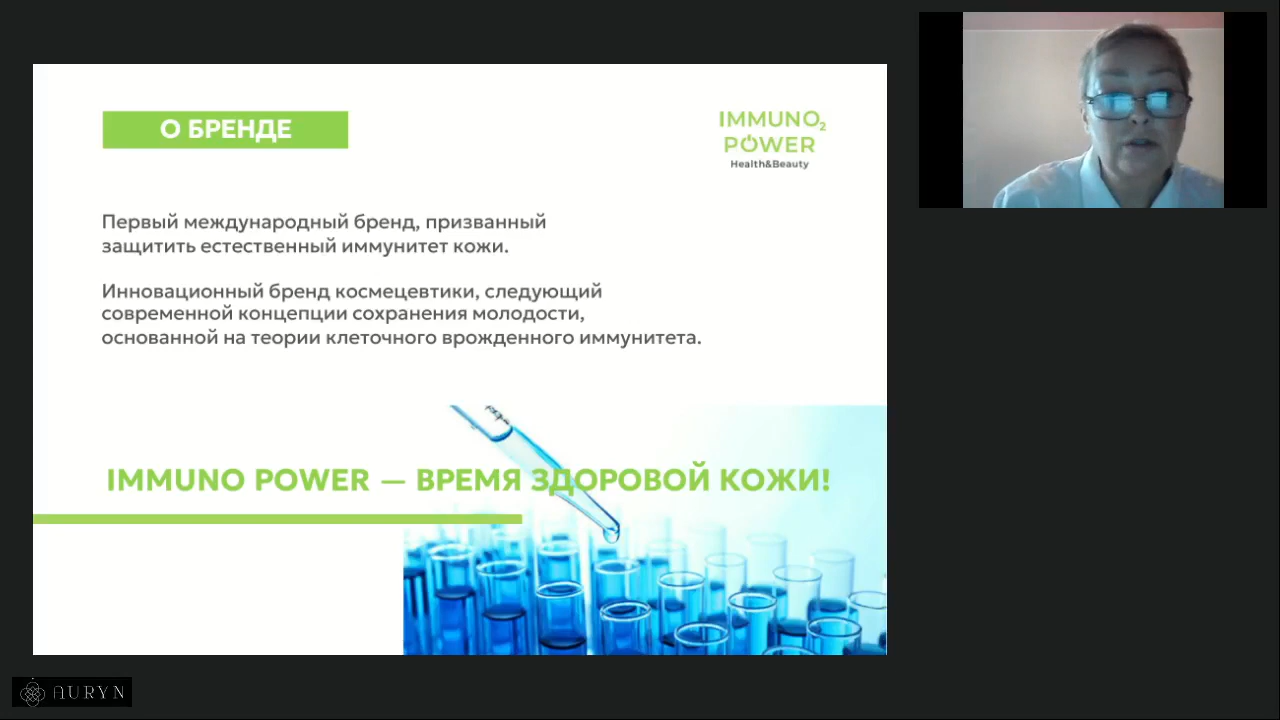 О БРЕНДЕ
IMMUNO₂
POWER
Health&Beauty
Первый международный бренд, призванный
защитить естественный иммунитет кожи.
Инновационный бренд космецевтики, следующий
современной концепции сохранения молодости,
основанной на теории клеточного врожденного иммунитета.
IMMUNO POWER — ВРЕМЯ ЗДОРОВОЙ КОЖИ!
AURYN